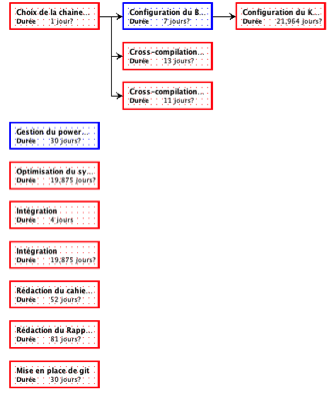 Choix de la chaine...
Durée 1 jour?
Configuration du B...
Durée 7 jours?
Configuration du K...
Durée 21,964 jours?
Cross-compilation...
Durée 13 jours?
Cross-compilation...
Durée 11 jours?
Gestion du power...
Durée 30 jours?
Optimisation du sy...
Durée 19,875 jours?
Intégration
Durée 4 jours
Intégration
Durée 19,875 jours?
Rédaction du cahie...
Durée 52 jours?
Rédaction du Rapp...
Durée 81 jours?
Mise en place de git
Durée 30 jours?